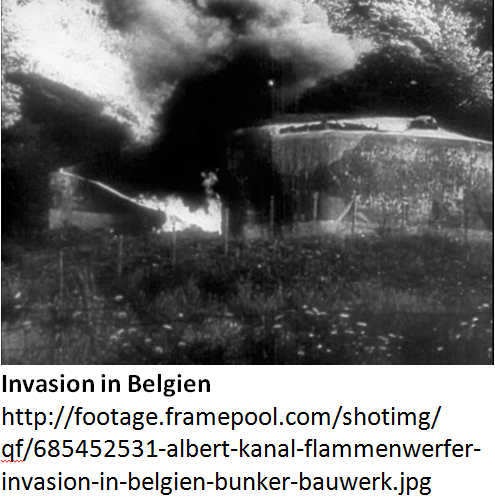 Invasion in Belgien
http://footage.framepool.com/shotimg/
qf/685452531-albert-kanal-flammenwerfer-
invasion-in-belgien-bunker-bauwerk.jpg